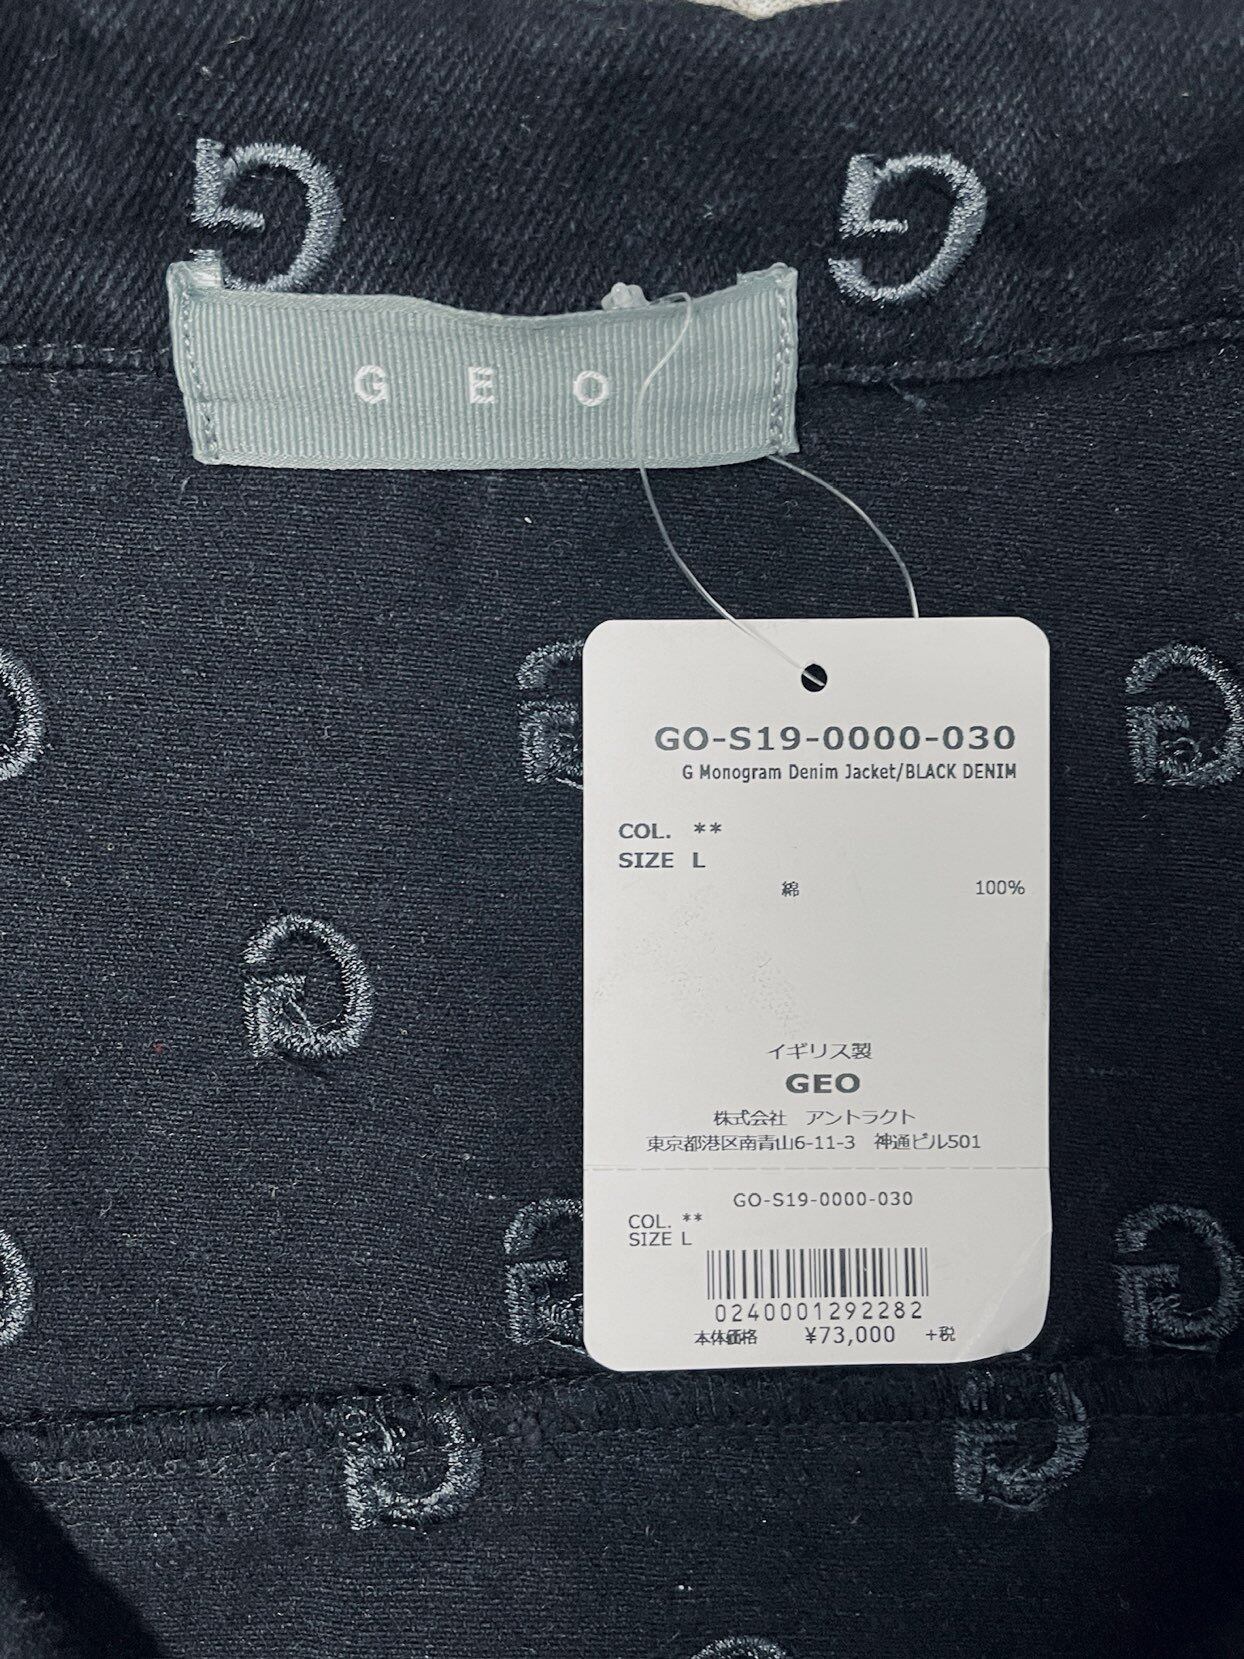 G E O
GO-S19-0000-030
G Monogram Denim Jacket/BLACK DENIM
COL. **
SIZE L
綿 100%
イギリス製
GEO
株式会社 アントラクト
東京都港区南青山6-11-3 神通ビル501
GO-S19-0000-030
COL. **
SIZE L
0240001292282
本体価格 ¥73,000 +税